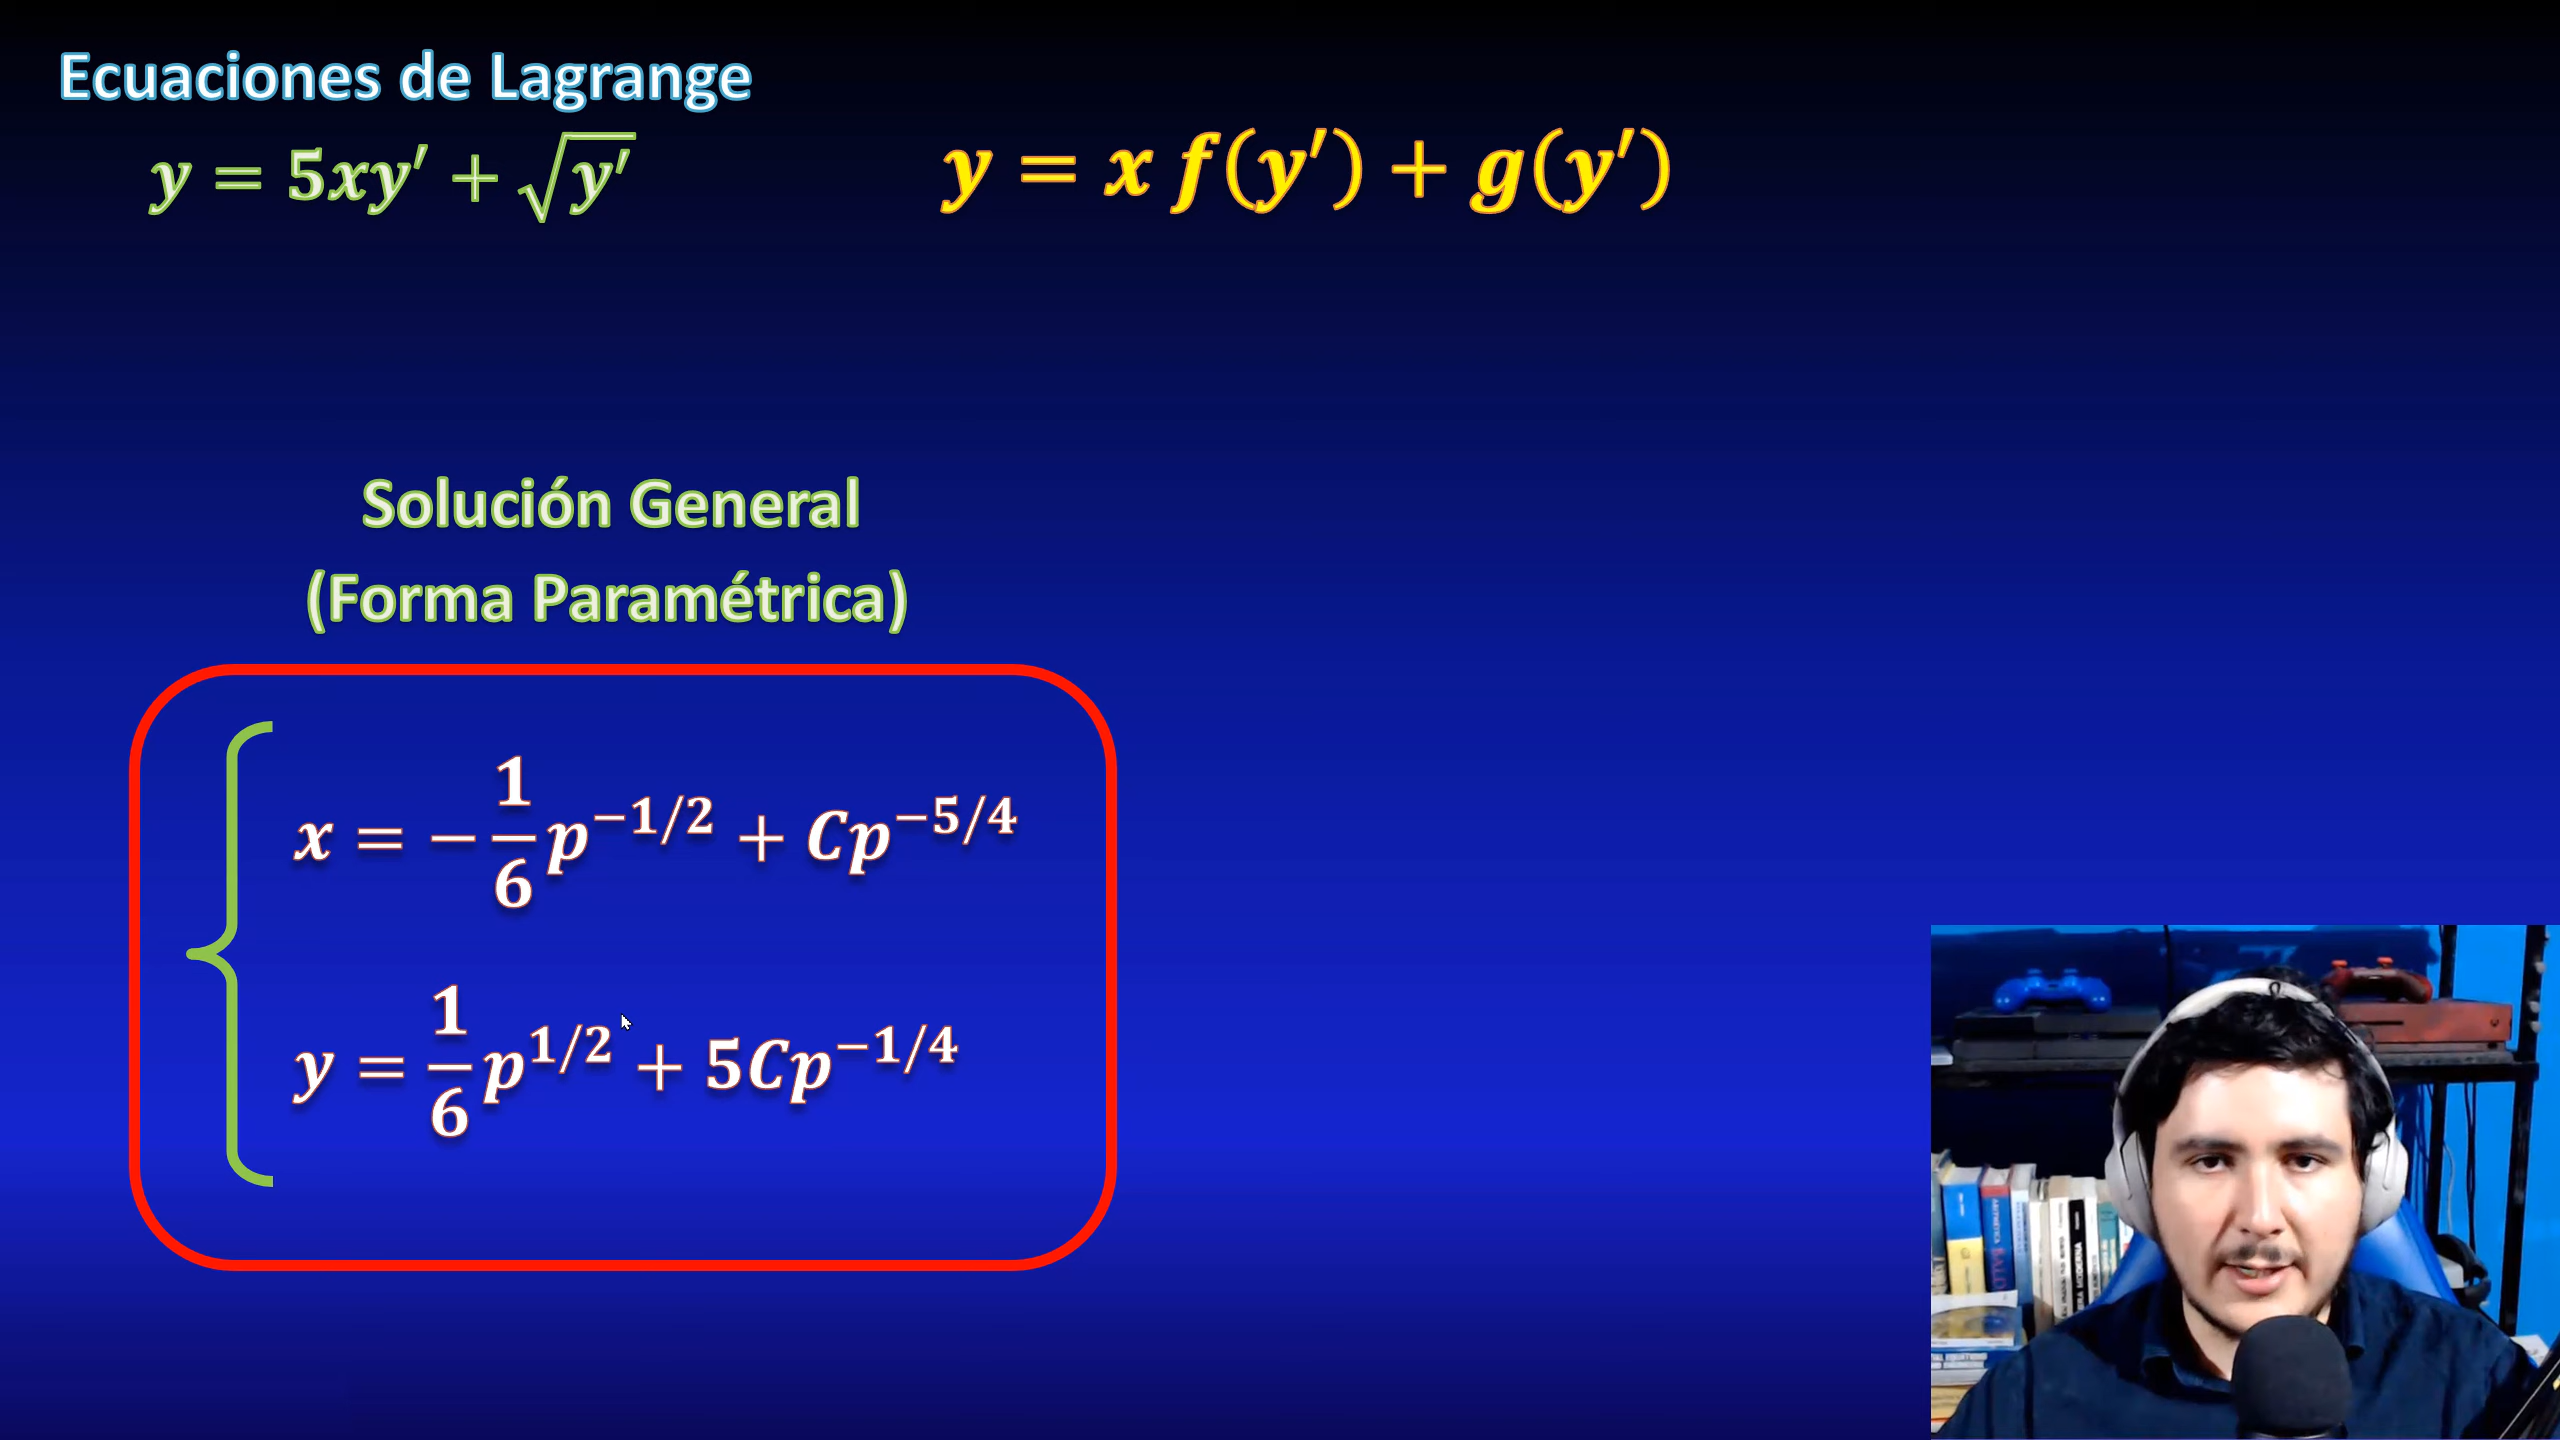 Ecuaciones de Lagrange
y = 5xy′ + √y′
y = x f(y′) + g(y′)
Solución General
(Forma Paramétrica)
x = −1/6 p^(−1/2) + Cp^(−5/4)
y = 1/6 p^(1/2) + 5Cp^(−1/4)